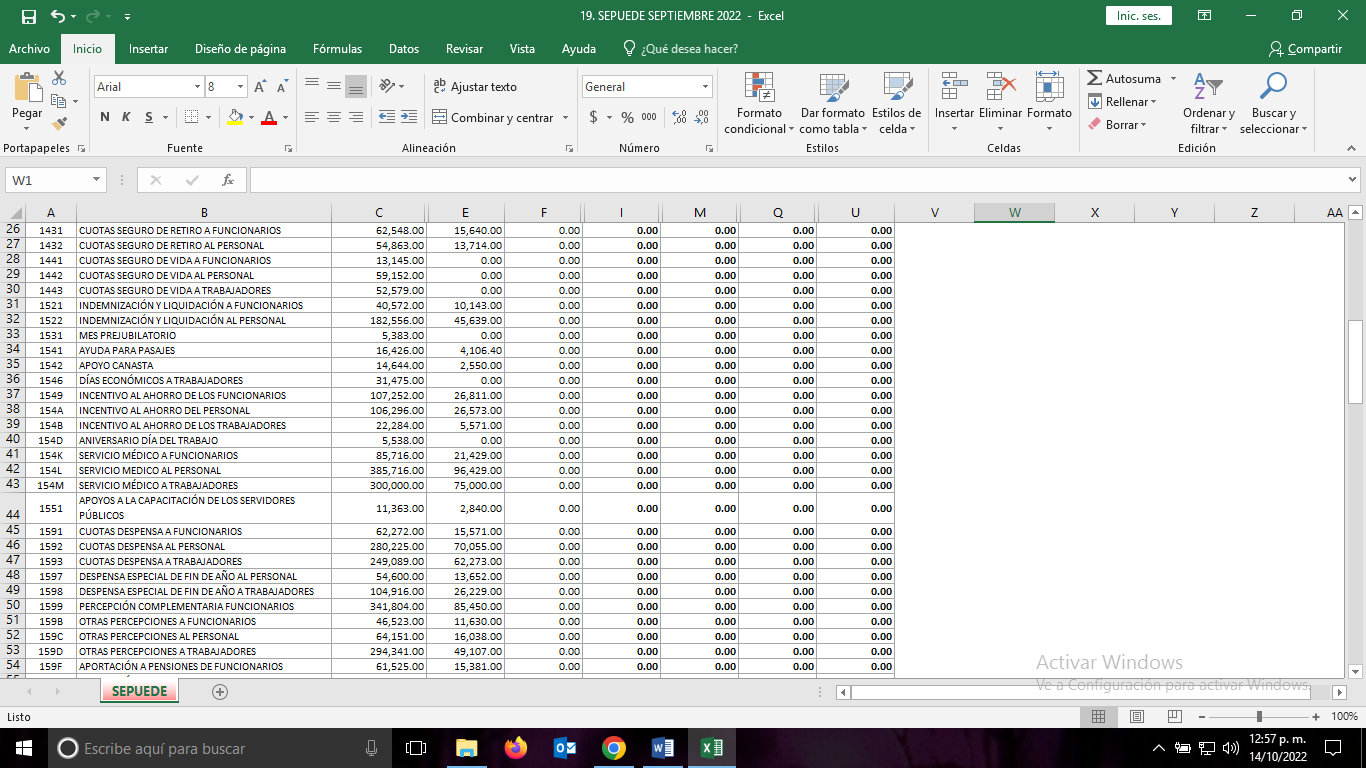 19. SEPUEDE SEPTIEMBRE 2022 - Excel
Inic. ses.
Archivo Inicio Insertar Diseño de página Fórmulas Datos Revisar Vista Ayuda ¿Qué desea hacer? Compartir
Pegar
Arial 8
N K S
ab Ajustar texto
Combinar y centrar
General
$ % 000
Formato condicional
Dar formato como tabla
Estilos de celda
Insertar Eliminar Formato
Autosuma
Rellenar
Borrar
Ordenar y filtrar
Buscar y seleccionar
Portapapeles Fuente Alineación Número Estilos Celdas Edición
W1 fx
A B C E F I M Q U V W X Y Z AA
26 1431 CUOTAS SEGURO DE RETIRO A FUNCIONARIOS 62,548.00 15,640.00 0.00 0.00 0.00 0.00 0.00
27 1432 CUOTAS SEGURO DE RETIRO AL PERSONAL 54,863.00 13,714.00 0.00 0.00 0.00 0.00 0.00
28 1441 CUOTAS SEGURO DE VIDA A FUNCIONARIOS 13,145.00 0.00 0.00 0.00 0.00 0.00 0.00
29 1442 CUOTAS SEGURO DE VIDA AL PERSONAL 59,152.00 0.00 0.00 0.00 0.00 0.00 0.00
30 1443 CUOTAS SEGURO DE VIDA A TRABAJADORES 52,579.00 0.00 0.00 0.00 0.00 0.00 0.00
31 1521 INDEMNIZACIÓN Y LIQUIDACIÓN A FUNCIONARIOS 40,572.00 10,143.00 0.00 0.00 0.00 0.00 0.00
32 1522 INDEMNIZACIÓN Y LIQUIDACIÓN AL PERSONAL 182,556.00 45,639.00 0.00 0.00 0.00 0.00 0.00
33 1531 MES PREJUBILATORIO 5,383.00 0.00 0.00 0.00 0.00 0.00 0.00
34 1541 AYUDA PARA PASAJES 16,426.00 4,106.40 0.00 0.00 0.00 0.00 0.00
35 1542 APOYO CANASTA 14,644.00 2,550.00 0.00 0.00 0.00 0.00 0.00
36 1546 DÍAS ECONÓMICOS A TRABAJADORES 31,475.00 0.00 0.00 0.00 0.00 0.00 0.00
37 1549 INCENTIVO AL AHORRO DE LOS FUNCIONARIOS 107,252.00 26,811.00 0.00 0.00 0.00 0.00 0.00
38 154A INCENTIVO AL AHORRO DEL PERSONAL 106,296.00 26,573.00 0.00 0.00 0.00 0.00 0.00
39 154B INCENTIVO AL AHORRO DE LOS TRABAJADORES 22,284.00 5,571.00 0.00 0.00 0.00 0.00 0.00
40 154D ANIVERSARIO DÍA DEL TRABAJO 5,538.00 0.00 0.00 0.00 0.00 0.00 0.00
41 154K SERVICIO MÉDICO A FUNCIONARIOS 85,716.00 21,429.00 0.00 0.00 0.00 0.00 0.00
42 154L SERVICIO MEDICO AL PERSONAL 385,716.00 96,429.00 0.00 0.00 0.00 0.00 0.00
43 154M SERVICIO MÉDICO A TRABAJADORES 300,000.00 75,000.00 0.00 0.00 0.00 0.00 0.00
44 1551 APOYOS A LA CAPACITACIÓN DE LOS SERVIDORES PÚBLICOS 11,363.00 2,840.00 0.00 0.00 0.00 0.00 0.00
45 1591 CUOTAS DESPENSA A FUNCIONARIOS 62,272.00 15,571.00 0.00 0.00 0.00 0.00 0.00
46 1592 CUOTAS DESPENSA AL PERSONAL 280,225.00 70,055.00 0.00 0.00 0.00 0.00 0.00
47 1593 CUOTAS DESPENSA A TRABAJADORES 249,089.00 62,273.00 0.00 0.00 0.00 0.00 0.00
48 1597 DESPENSA ESPECIAL DE FIN DE AÑO AL PERSONAL 54,600.00 13,652.00 0.00 0.00 0.00 0.00 0.00
49 1598 DESPENSA ESPECIAL DE FIN DE AÑO A TRABAJADORES 104,916.00 26,229.00 0.00 0.00 0.00 0.00 0.00
50 1599 PERCEPCIÓN COMPLEMENTARIA FUNCIONARIOS 341,804.00 85,450.00 0.00 0.00 0.00 0.00 0.00
51 159B OTRAS PERCEPCIONES A FUNCIONARIOS 46,523.00 11,630.00 0.00 0.00 0.00 0.00 0.00
52 159C OTRAS PERCEPCIONES AL PERSONAL 64,151.00 16,038.00 0.00 0.00 0.00 0.00 0.00
53 159D OTRAS PERCEPCIONES A TRABAJADORES 294,341.00 49,107.00 0.00 0.00 0.00 0.00 0.00
54 159F APORTACIÓN A PENSIONES DE FUNCIONARIOS 61,525.00 15,381.00 0.00 0.00 0.00 0.00 0.00
Activar Windows
Ve a Configuración para activar Windows.
SEPUEDE
Listo 100%
Escribe aquí para buscar
12:57 p. m.
14/10/2022